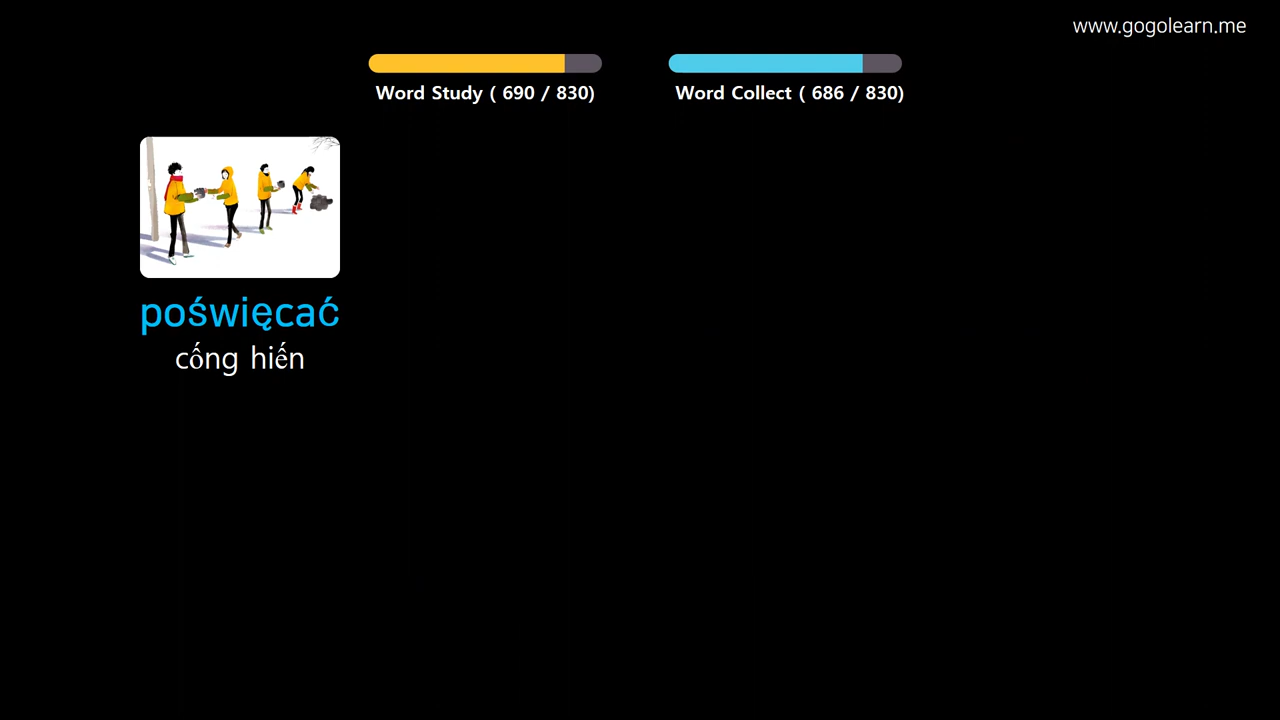 www.gogolearn.me
Word Study ( 690 / 830)
Word Collect ( 686 / 830)
poświęcać
cống hiến